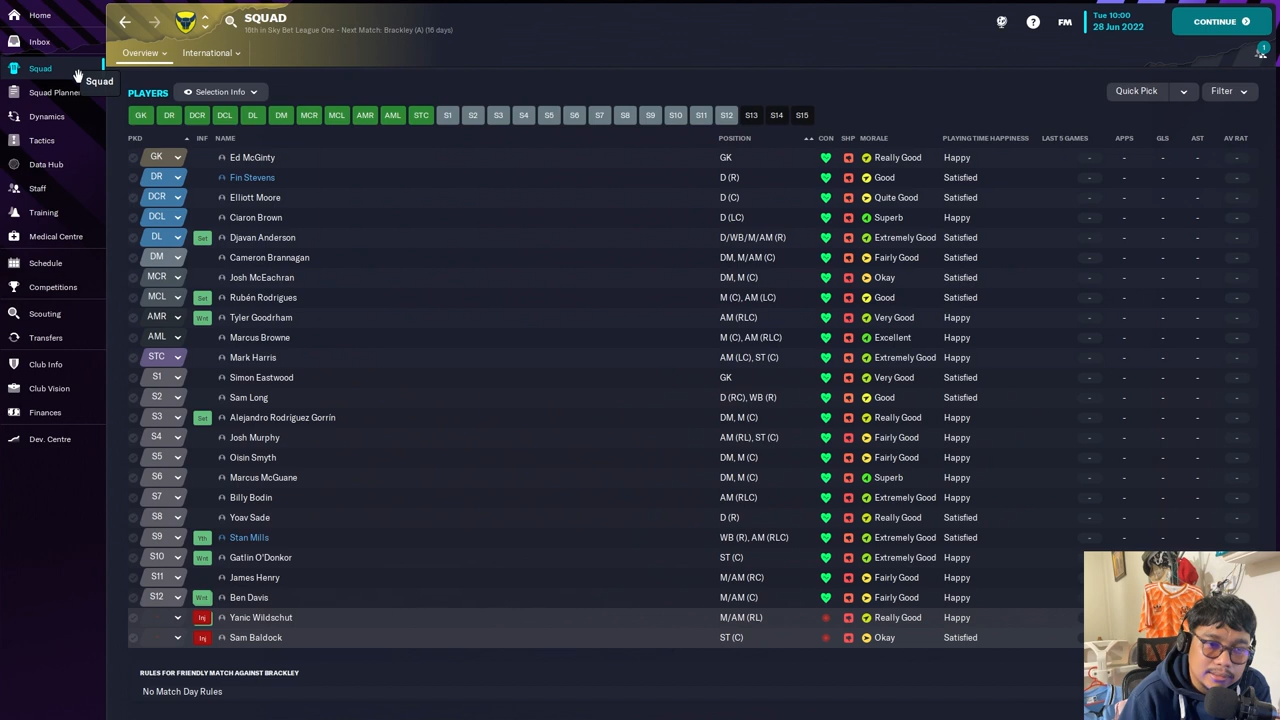 Home
Inbox
Squad
Squad
Squad Planner
Dynamics
Tactics
Data Hub
Staff
Training
Medical Centre
Schedule
Competitions
Scouting
Transfers
Club Info
Club Vision
Finances
Dev. Centre
SQUAD
16th in Sky Bet League One - Next Match: Brackley (A) (16 days)
? FM Tue 10:00
28 Jun 2022
CONTINUE
Overview International
1
PLAYERS Selection Info Quick Pick Filter
GK DR DCR DCL DL DM MCR MCL AMR AML STC S1 S2 S3 S4 S5 S6 S7 S8 S9 S10 S11 S12 S13 S14 S15
PKD INF NAME POSITION CON SHP MORALE PLAYING TIME HAPPINESS LAST 5 GAMES APPS GLS AST AV RAT
GK Ed McGinty GK Really Good Happy - - - - -
DR Fin Stevens D (R) Good Satisfied - - - - -
DCR Elliott Moore D (C) Quite Good Satisfied - - - - -
DCL Ciaron Brown D (LC) Superb Happy - - - - -
DL Set Djavan Anderson D/WB/M/AM (R) Extremely Good Satisfied - - - - -
DM Cameron Brannagan DM, M/AM (C) Fairly Good Satisfied - - - - -
MCR Josh McEachran DM, M (C) Okay Satisfied - - - - -
MCL Set Rubén Rodrigues M (C), AM (LC) Good Satisfied - - - - -
AMR Wnt Tyler Goodrham AM (RLC) Very Good Happy - - - - -
AML Marcus Browne M (C), AM (RLC) Excellent Happy - - - - -
STC Mark Harris AM (LC), ST (C) Extremely Good Happy - - - - -
S1 Simon Eastwood GK Very Good Satisfied - - - - -
S2 Sam Long D (RC), WB (R) Good Satisfied - - - - -
S3 Set Alejandro Rodríguez Gorrín DM, M (C) Really Good Happy - - - - -
S4 Josh Murphy AM (RL), ST (C) Fairly Good Happy - - - - -
S5 Oisin Smyth DM, M (C) Fairly Good Happy - - - - -
S6 Marcus McGuane DM, M (C) Superb Happy - - - - -
S7 Billy Bodin AM (RLC) Extremely Good Happy - - - - -
S8 Yoav Sade D (R) Really Good Satisfied - - - - -
S9 Yth Stan Mills WB (R), AM (RLC) Extremely Good Satisfied - - - - -
S10 Wnt Gatlin O'Donkor ST (C) Extremely Good Happy
S11 James Henry M/AM (RC) Fairly Good Happy
S12 Wnt Ben Davis M/AM (C) Fairly Good Happy
Inj Yanic Wildschut M/AM (RL) Really Good Happy
Inj Sam Baldock ST (C) Okay Satisfied
RULES FOR FRIENDLY MATCH AGAINST BRACKLEY
No Match Day Rules